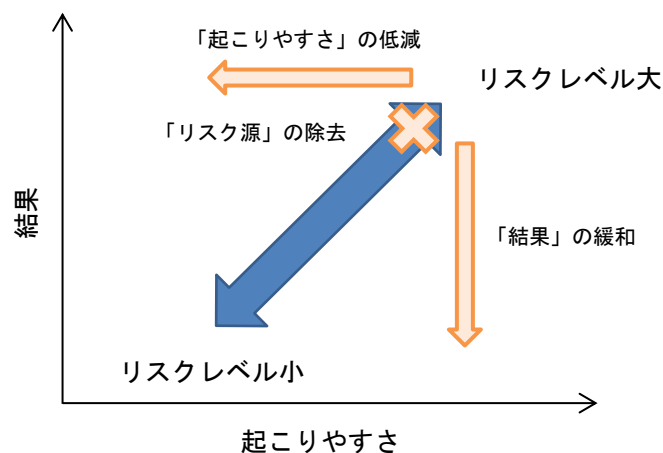 「起こりやすさ」の低減
リスクレベル大
「リスク源」の除去
結果
「結果」の緩和
リスクレベル小
起こりやすさ